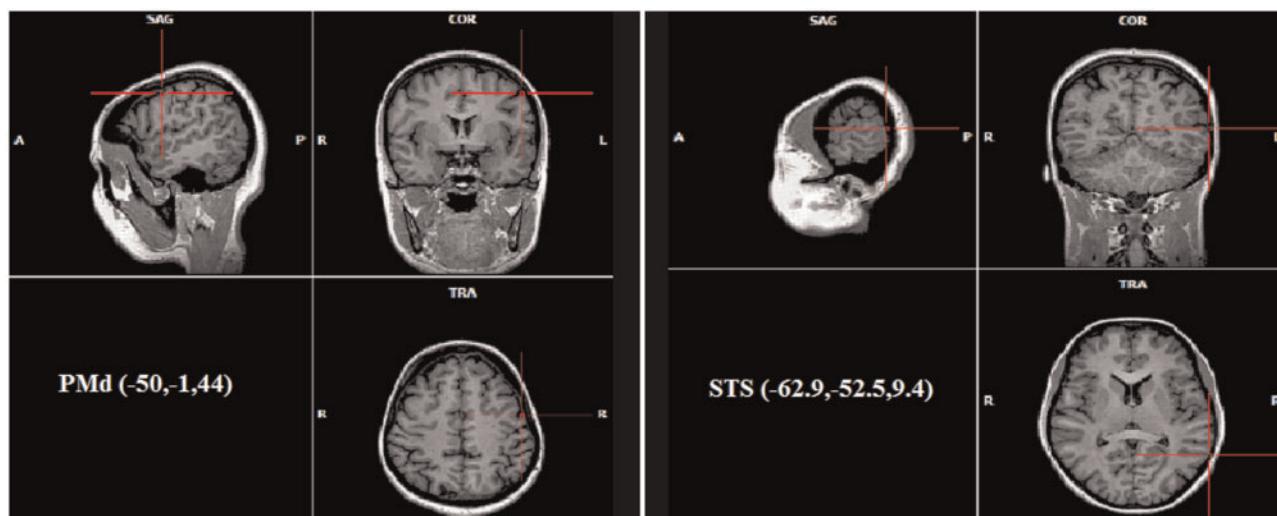 SAG
COR
A
P
R
L
TRA
PMd (-50,-1,44)
R
R
SAG
COR
A
P
R
TRA
STS (-62.9,-52.5,9.4)
R